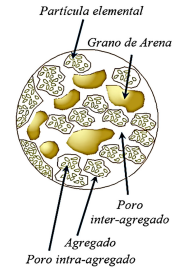 Partícula elemental
Grano de Arena
Poro
inter-agregado
Agregado
Poro intra-agregado